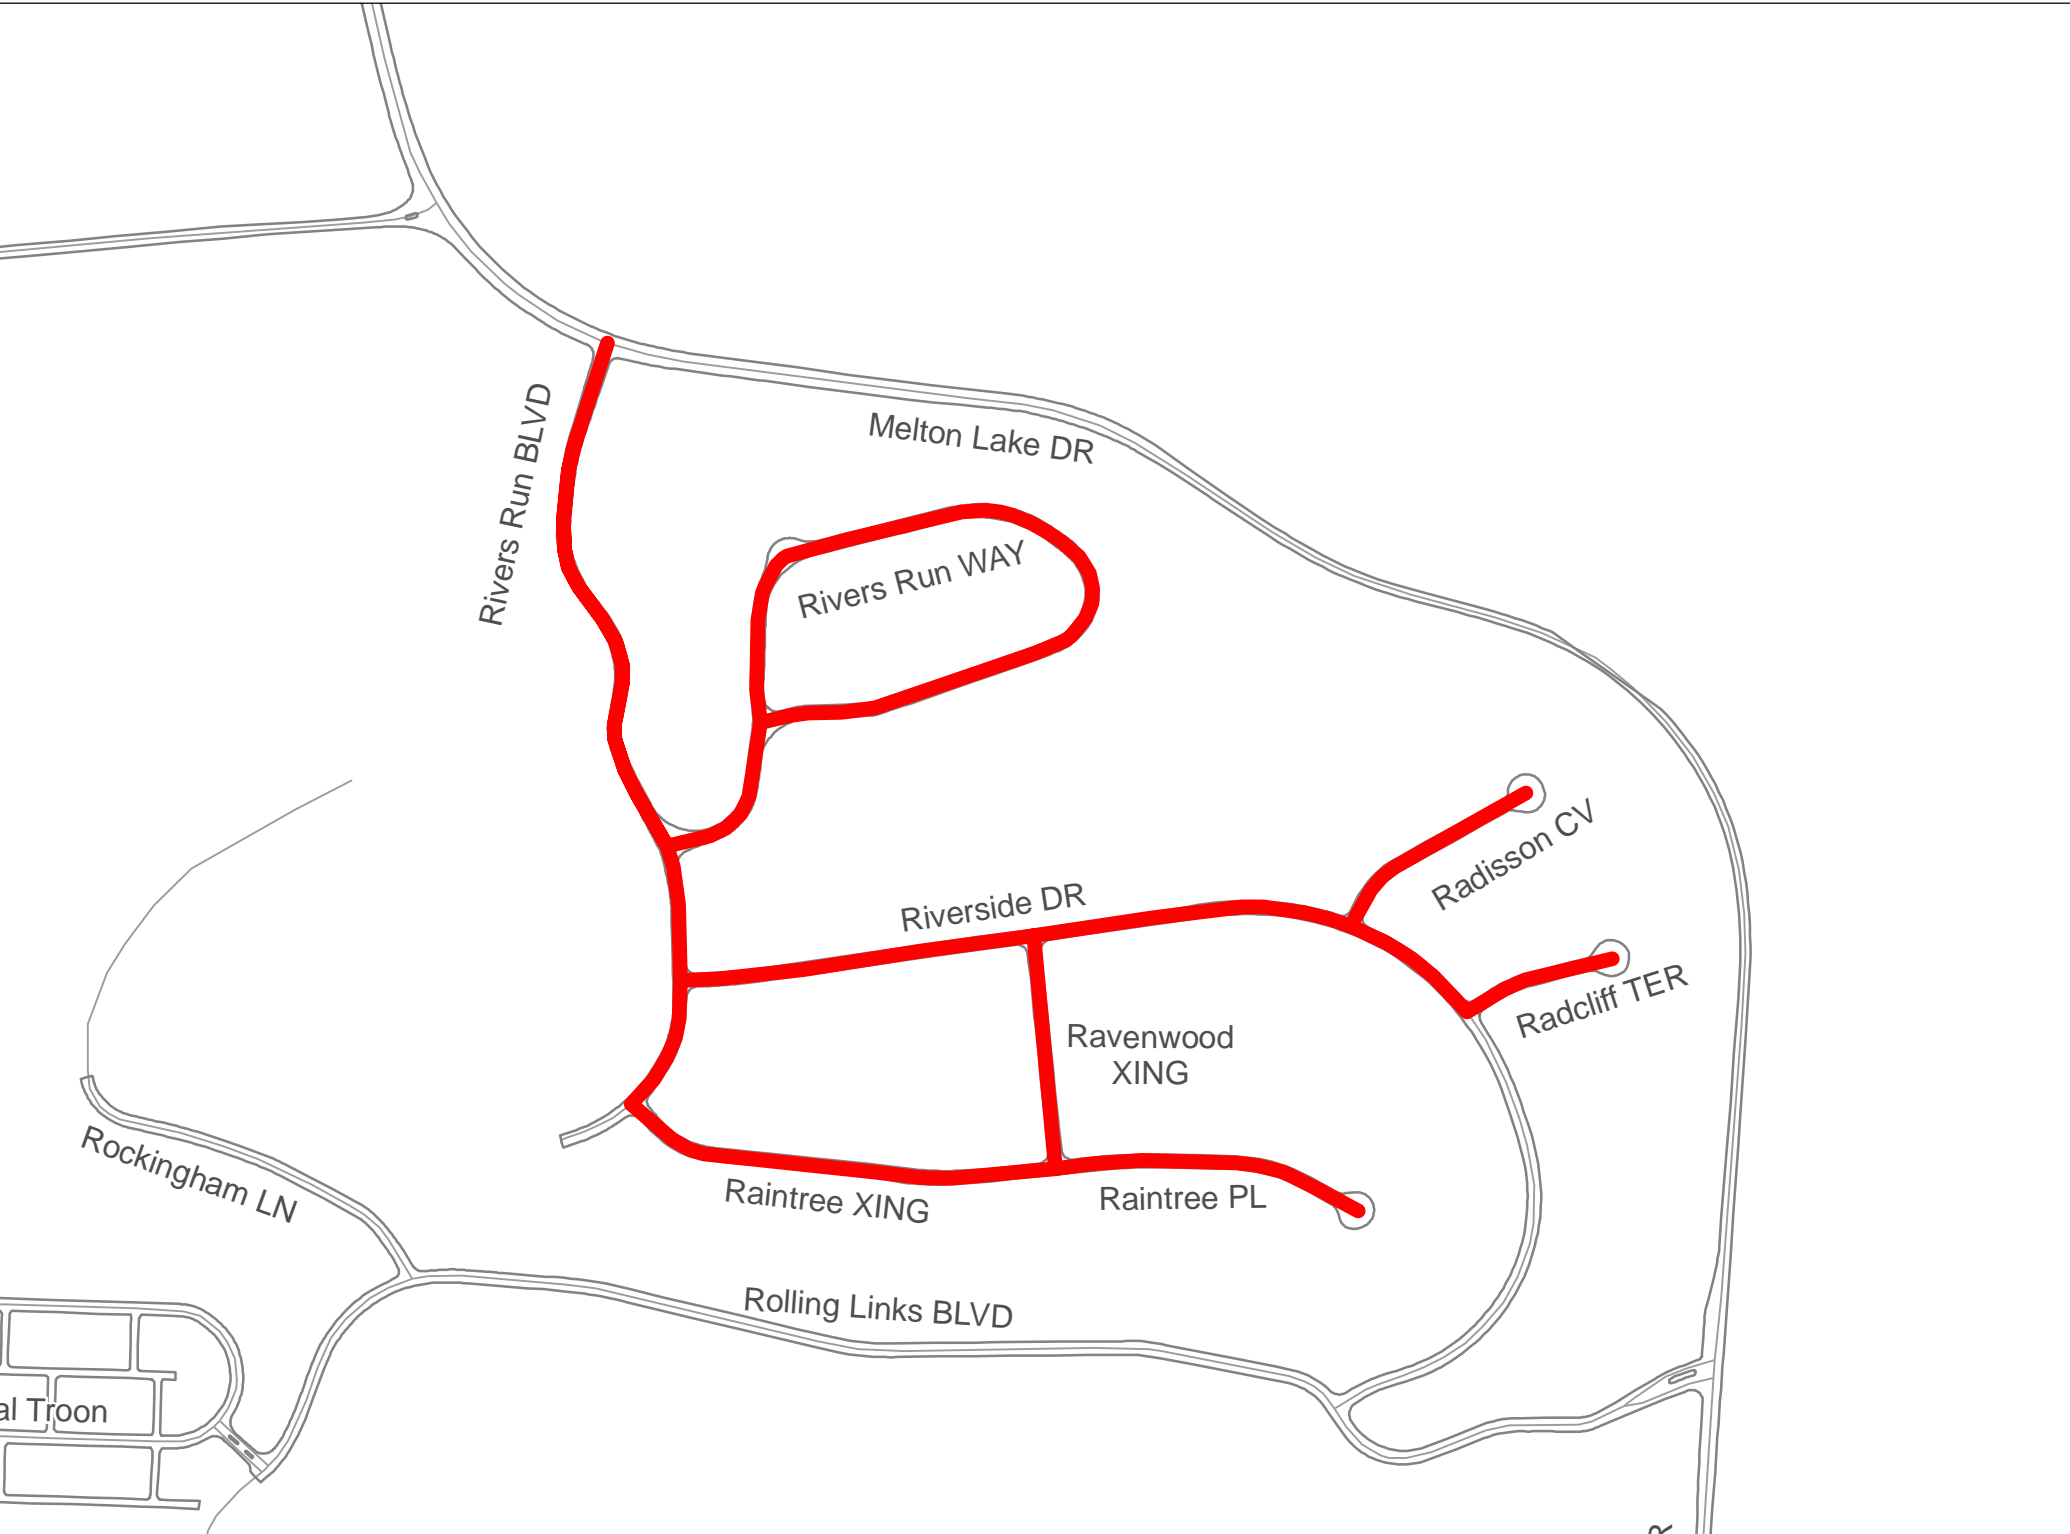 Rivers Run BLVD
Melton Lake DR
Rivers Run WAY
Radisson CV
Riverside DR
Radcliff TER
Ravenwood
XING
Rockingham LN
Raintree XING
Raintree PL
Rolling Links BLVD
al Troon
R